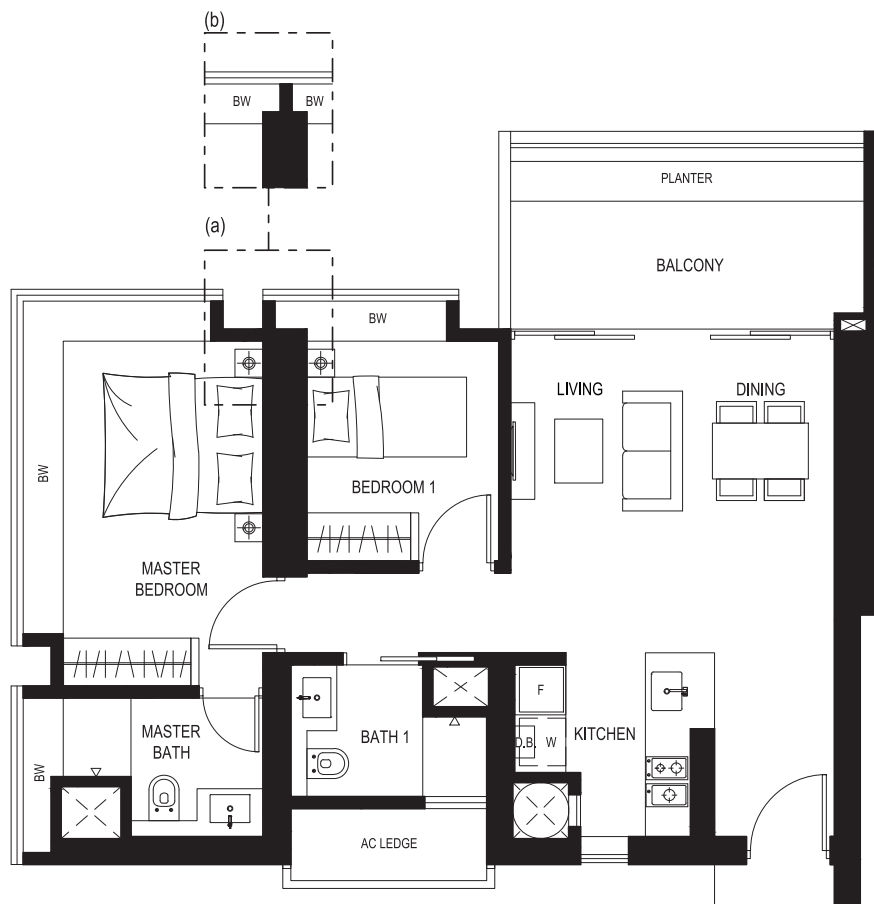 (b)
BW
BW
(a)
PLANTER
BALCONY
BW
LIVING
DINING
BW
BEDROOM 1
MASTER
BEDROOM
F
D.B.
W
KITCHEN
MASTER
BATH
BATH 1
BW
AC LEDGE